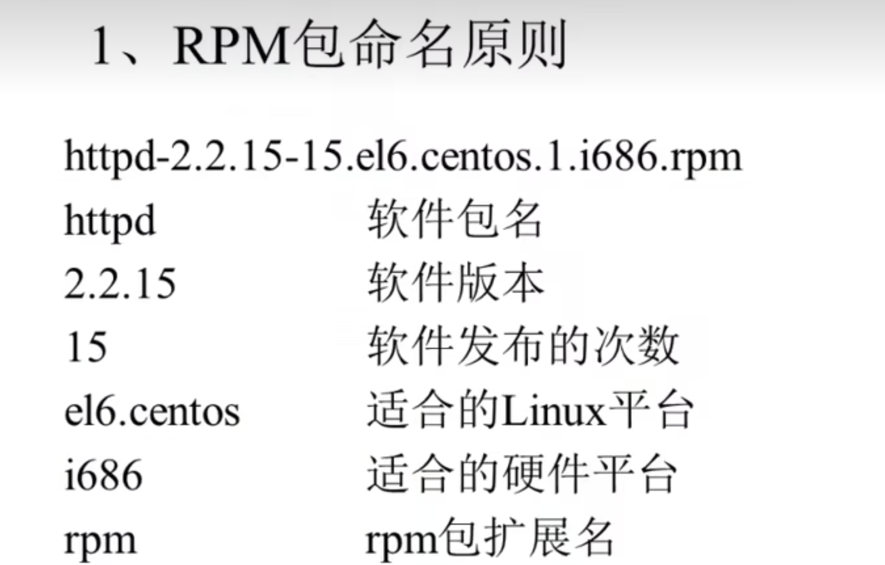 1、RPM包命名原则
httpd-2.2.15-15.el6.centos.1.i686.rpm
httpd 软件包名
2.2.15 软件版本
15 软件发布的次数
el6.centos 适合的Linux平台
i686 适合的硬件平台
rpm rpm包扩展名